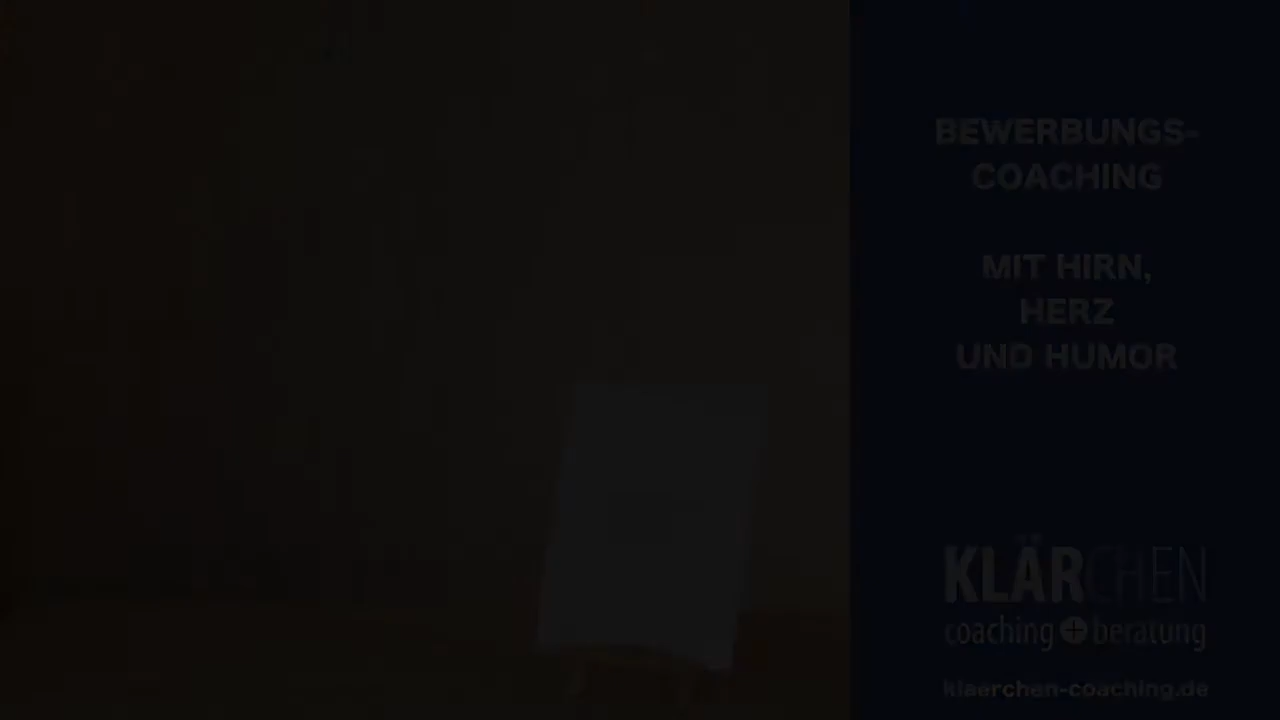 BEWERBUNGS-
COACHING
MIT HIRN,
HERZ
UND HUMOR
KLÄRCHEN
coaching + beratung
klaerchen-coaching.de